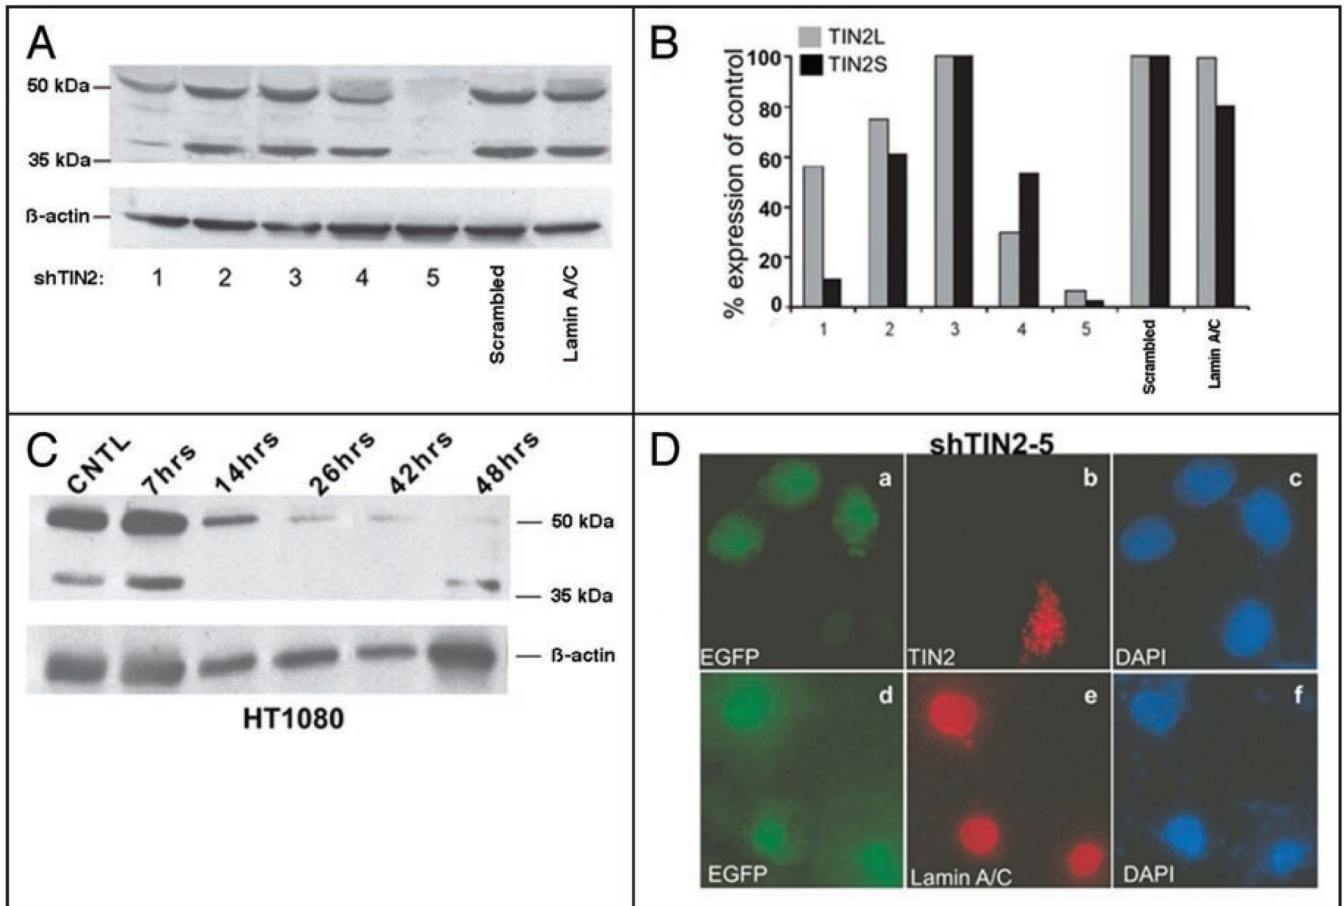 A
50 kDa
35 kDa
ß-actin
shTIN2: 1 2 3 4 5 Scrambled Lamin A/C
B
TIN2L
TIN2S
% expression of control
100
80
60
40
20
0
1 2 3 4 5 Scrambled Lamin A/C
C
CNTL 7hrs 14hrs 26hrs 42hrs 48hrs
50 kDa
35 kDa
ß-actin
HT1080
D
shTIN2-5
a b c
EGFP TIN2 DAPI
d e f
EGFP Lamin A/C DAPI